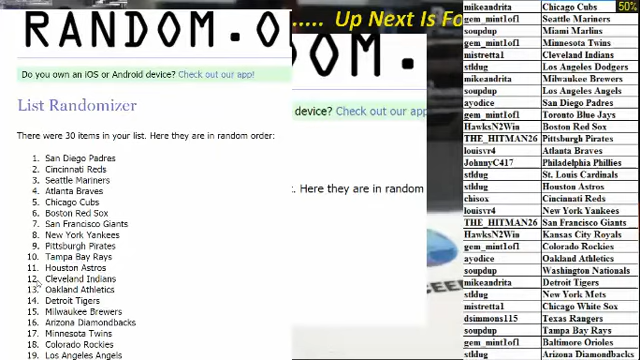 RANDOM.O
Do you own an iOS or Android device? Check out our app!
List Randomizer
There were 30 items in your list. Here they are in random order:
1. San Diego Padres
2. Cincinnati Reds
3. Seattle Mariners
4. Atlanta Braves
5. Chicago Cubs
6. Boston Red Sox
7. San Francisco Giants
8. New York Yankees
9. Pittsburgh Pirates
10. Tampa Bay Rays
11. Houston Astros
12. Cleveland Indians
13. Oakland Athletics
14. Detroit Tigers
15. Milwaukee Brewers
16. Arizona Diamondbacks
17. Minnesota Twins
18. Colorado Rockies
19. Los Angeles Angels
...... Up Next Is Fo
OM.
device? Check out our app
t. Here they are in random
mikeandrita Chicago Cubs 50%
gem_mint1of1 Seattle Mariners
soupdup Miami Marlins
gem_mint1of1 Minnesota Twins
mistretta1 Cleveland Indians
stldug Los Angeles Dodgers
mikeandrita Milwaukee Brewers
soupdup Los Angeles Angels
ayodice San Diego Padres
gem_mint1of1 Toronto Blue Jays
HawksN2Win Boston Red Sox
THE_HITMAN26 Pittsburgh Pirates
louisvr4 Atlanta Braves
JohnnyC417 Philadelphia Phillies
stldug St. Louis Cardinals
stldug Houston Astros
chisox Cincinnati Reds
louisvr4 New York Yankees
THE_HITMAN26 San Francisco Giants
HawksN2Win Kansas City Royals
gem_mint1of1 Colorado Rockies
ayodice Oakland Athletics
soupdup Washington Nationals
mikeandrita Detroit Tigers
stldug New York Mets
mistretta1 Chicago White Sox
dsimmons115 Texas Rangers
soupdup Tampa Bay Rays
gem_mint1of1 Baltimore Orioles
stldug Arizona Diamondbacks